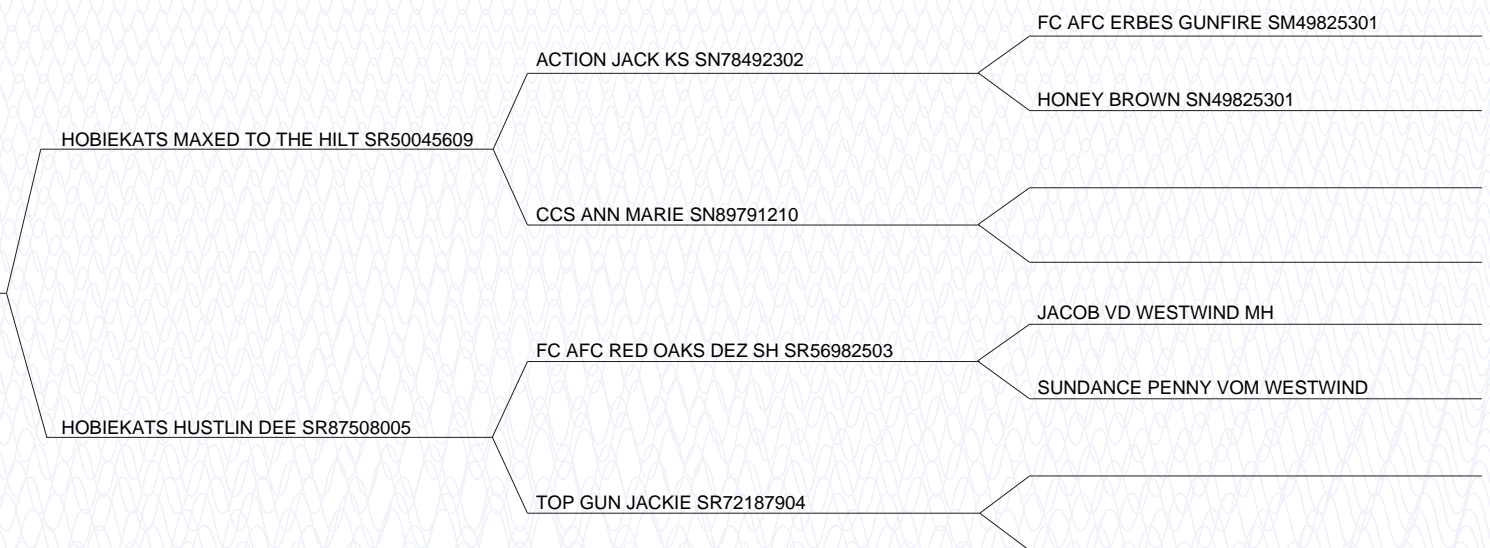 FC AFC ERBES GUNFIRE SM49825301
ACTION JACK KS SN78492302
HONEY BROWN SN49825301
HOBIEKATS MAXED TO THE HILT SR50045609
CCS ANN MARIE SN89791210
JACOB VD WESTWIND MH
FC AFC RED OAKS DEZ SH SR56982503
SUNDANCE PENNY VOM WESTWIND
HOBIEKATS HUSTLIN DEE SR87508005
TOP GUN JACKIE SR72187904